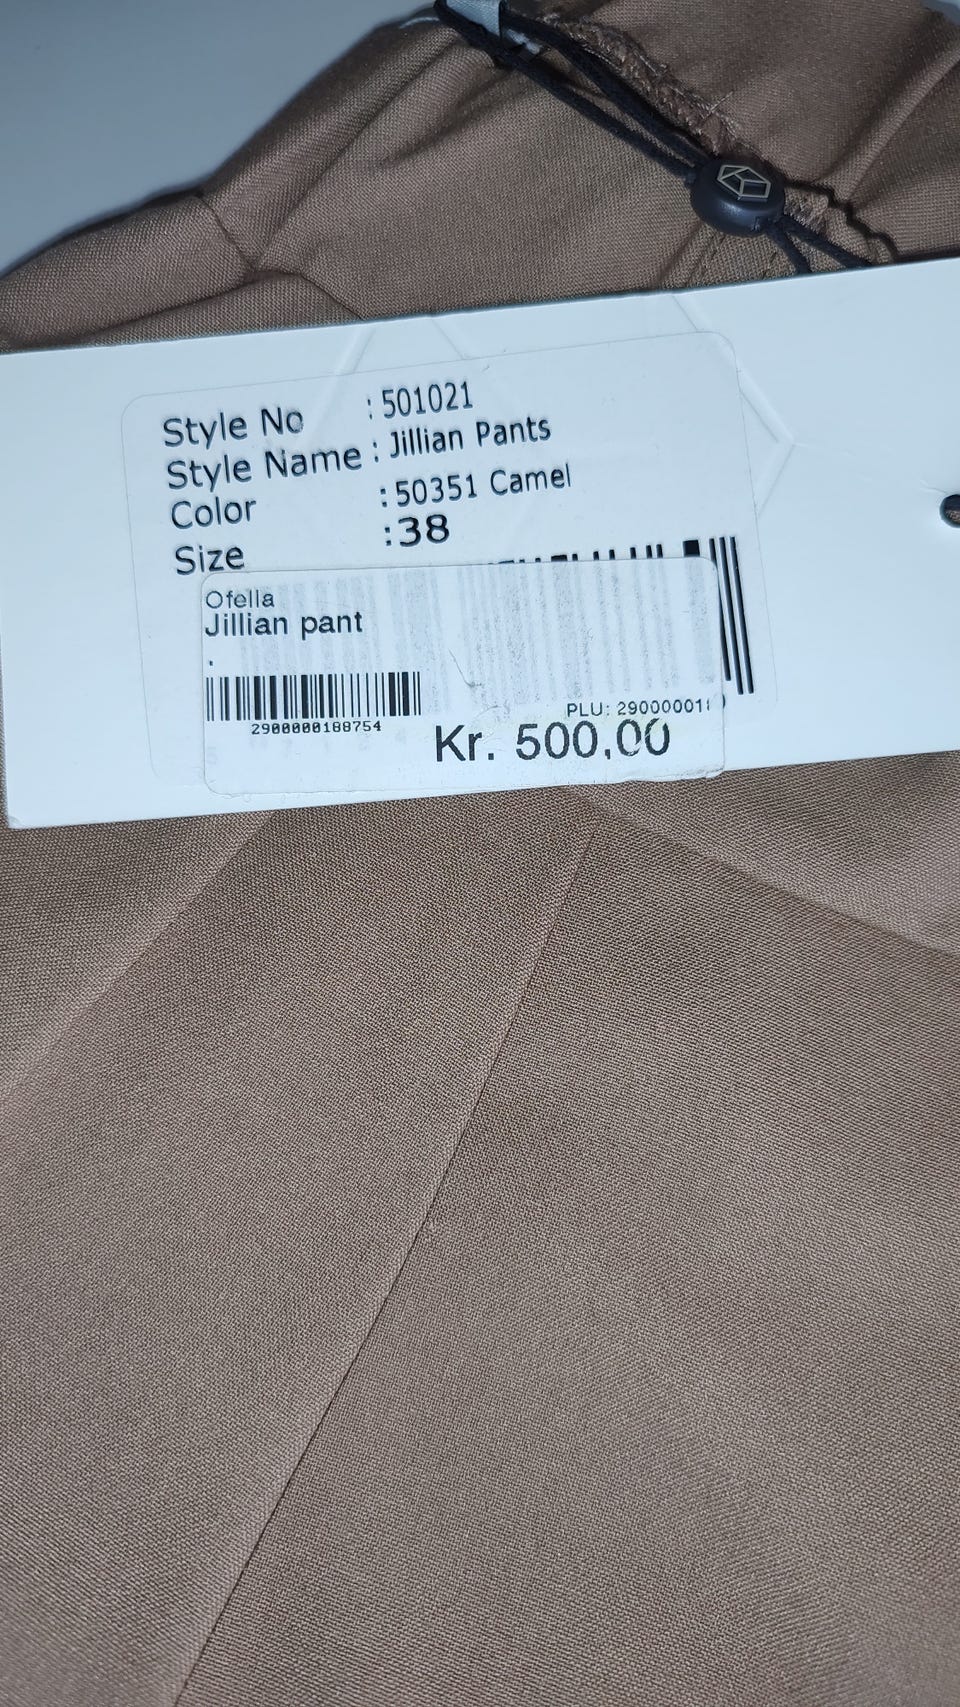 Style No : 501021
Style Name : Jillian Pants
Color : 50351 Camel
Size : 38
Ofella
Jillian pant
.
2900000188754
PLU: 29000001
Kr. 500,00